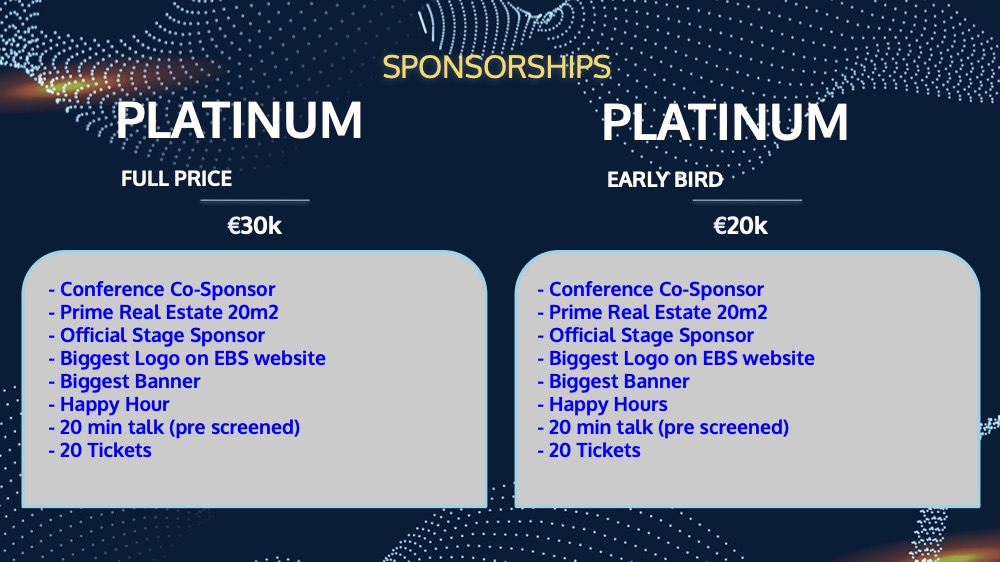 SPONSORSHIPS
PLATINUM
FULL PRICE
€30k
- Conference Co-Sponsor
- Prime Real Estate 20m2
- Official Stage Sponsor
- Biggest Logo on EBS website
- Biggest Banner
- Happy Hour
- 20 min talk (pre screened)
- 20 Tickets
PLATINUM
EARLY BIRD
€20k
- Conference Co-Sponsor
- Prime Real Estate 20m2
- Official Stage Sponsor
- Biggest Logo on EBS website
- Biggest Banner
- Happy Hours
- 20 min talk (pre screened)
- 20 Tickets